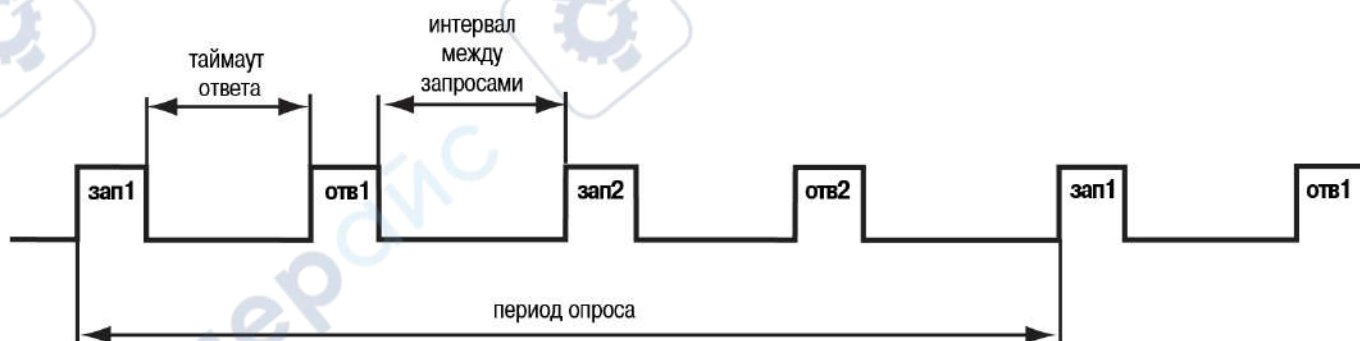 таймаут
ответа
интервал
между
запросами
зап1
отв1
зап2
отв2
зап1
отв1
период опроса